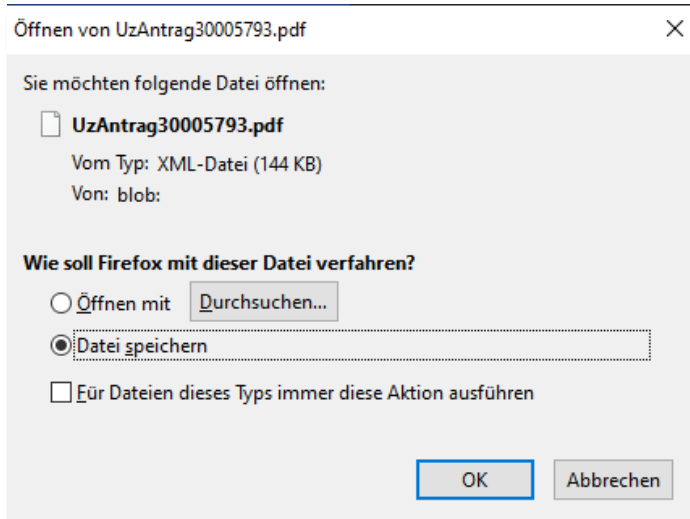 Öffnen von UzAntrag30005793.pdf
Sie möchten folgende Datei öffnen:
UzAntrag30005793.pdf
Vom Typ: XML-Datei (144 KB)
Von: blob:
Wie soll Firefox mit dieser Datei verfahren?
Öffnen mit Durchsuchen...
Datei speichern
Für Dateien dieses Typs immer diese Aktion ausführen
OK Abbrechen